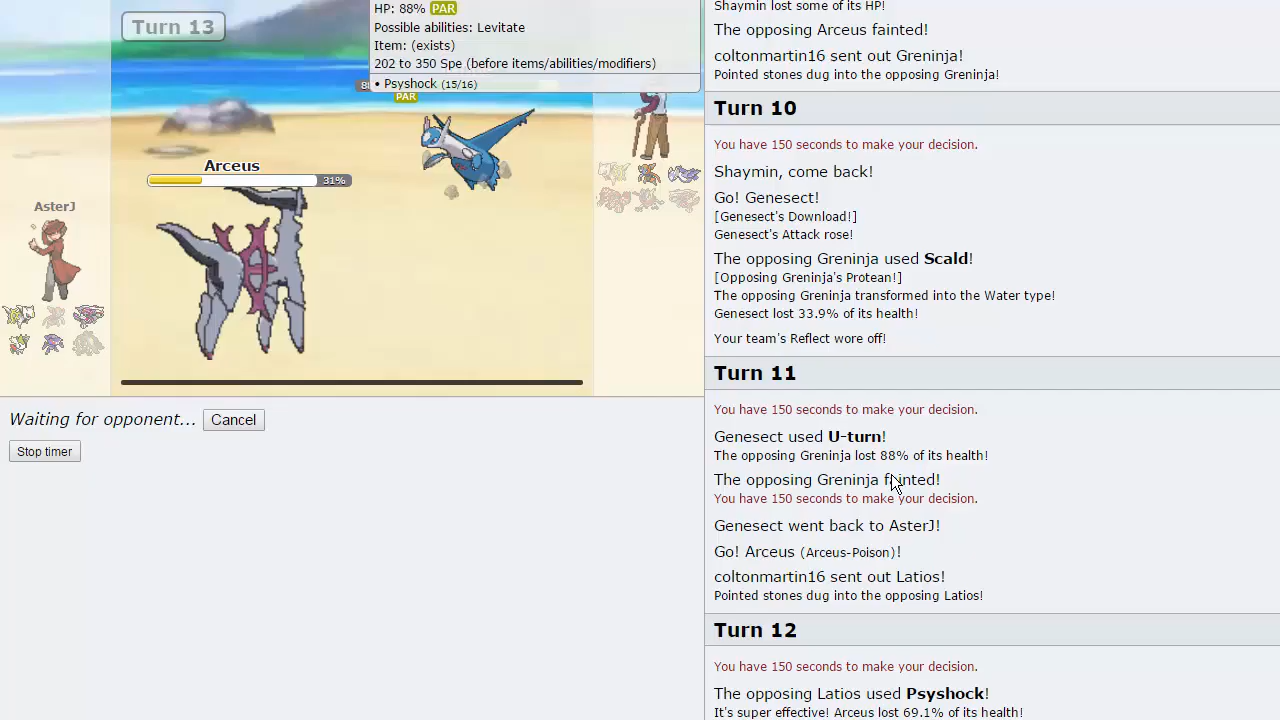 Turn 13
HP: 88% PAR
Possible abilities: Levitate
Item: (exists)
202 to 350 Spe (before items/abilities/modifiers)
• Psyshock (15/16)
PAR
Arceus
31%
AsterJ
Waiting for opponent... Cancel
Stop timer
Shaymin lost some of its HP!
The opposing Arceus fainted!
coltonmartin16 sent out Greninja!
Pointed stones dug into the opposing Greninja!
Turn 10
You have 150 seconds to make your decision.
Shaymin, come back!
Go! Genesect!
[Genesect's Download!]
Genesect's Attack rose!
The opposing Greninja used Scald!
[Opposing Greninja's Protean!]
The opposing Greninja transformed into the Water type!
Genesect lost 33.9% of its health!
Your team's Reflect wore off!
Turn 11
You have 150 seconds to make your decision.
Genesect used U-turn!
The opposing Greninja lost 88% of its health!
The opposing Greninja fainted!
You have 150 seconds to make your decision.
Genesect went back to AsterJ!
Go! Arceus (Arceus-Poison)!
coltonmartin16 sent out Latios!
Pointed stones dug into the opposing Latios!
Turn 12
You have 150 seconds to make your decision.
The opposing Latios used Psyshock!
It's super effective! Arceus lost 69.1% of its health!